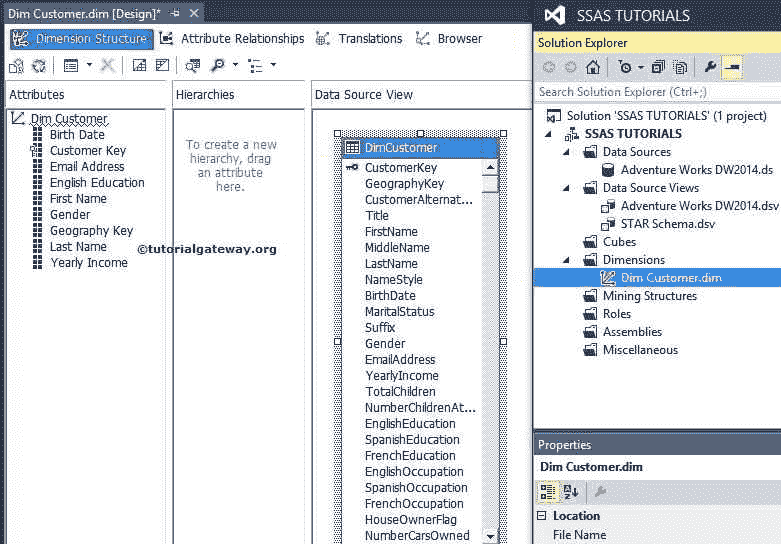 Dim Customer.dim [Design]*
SSAS TUTORIALS
Dimension Structure
Attribute Relationships
Translations
Browser
Attributes
Dim Customer
Birth Date
Customer Key
Email Address
English Education
First Name
Gender
Geography Key
Last Name
Yearly Income
©tutorialgateway.org
Hierarchies
To create a new
hierarchy, drag
an attribute
here.
Data Source View
DimCustomer
CustomerKey
GeographyKey
CustomerAlternat...
Title
FirstName
MiddleName
LastName
NameStyle
BirthDate
MaritalStatus
Suffix
Gender
EmailAddress
YearlyIncome
TotalChildren
NumberChildrenAt...
EnglishEducation
SpanishEducation
FrenchEducation
EnglishOccupation
SpanishOccupation
FrenchOccupation
HouseOwnerFlag
NumberCarsOwned
Solution Explorer
Search Solution Explorer (Ctrl+;)
Solution 'SSAS TUTORIALS' (1 project)
SSAS TUTORIALS
Data Sources
Adventure Works DW2014.ds
Data Source Views
Adventure Works DW2014.dsv
STAR Schema.dsv
Cubes
Dimensions
Dim Customer.dim
Mining Structures
Roles
Assemblies
Miscellaneous
Properties
Dim Customer.dim
Location
File Name